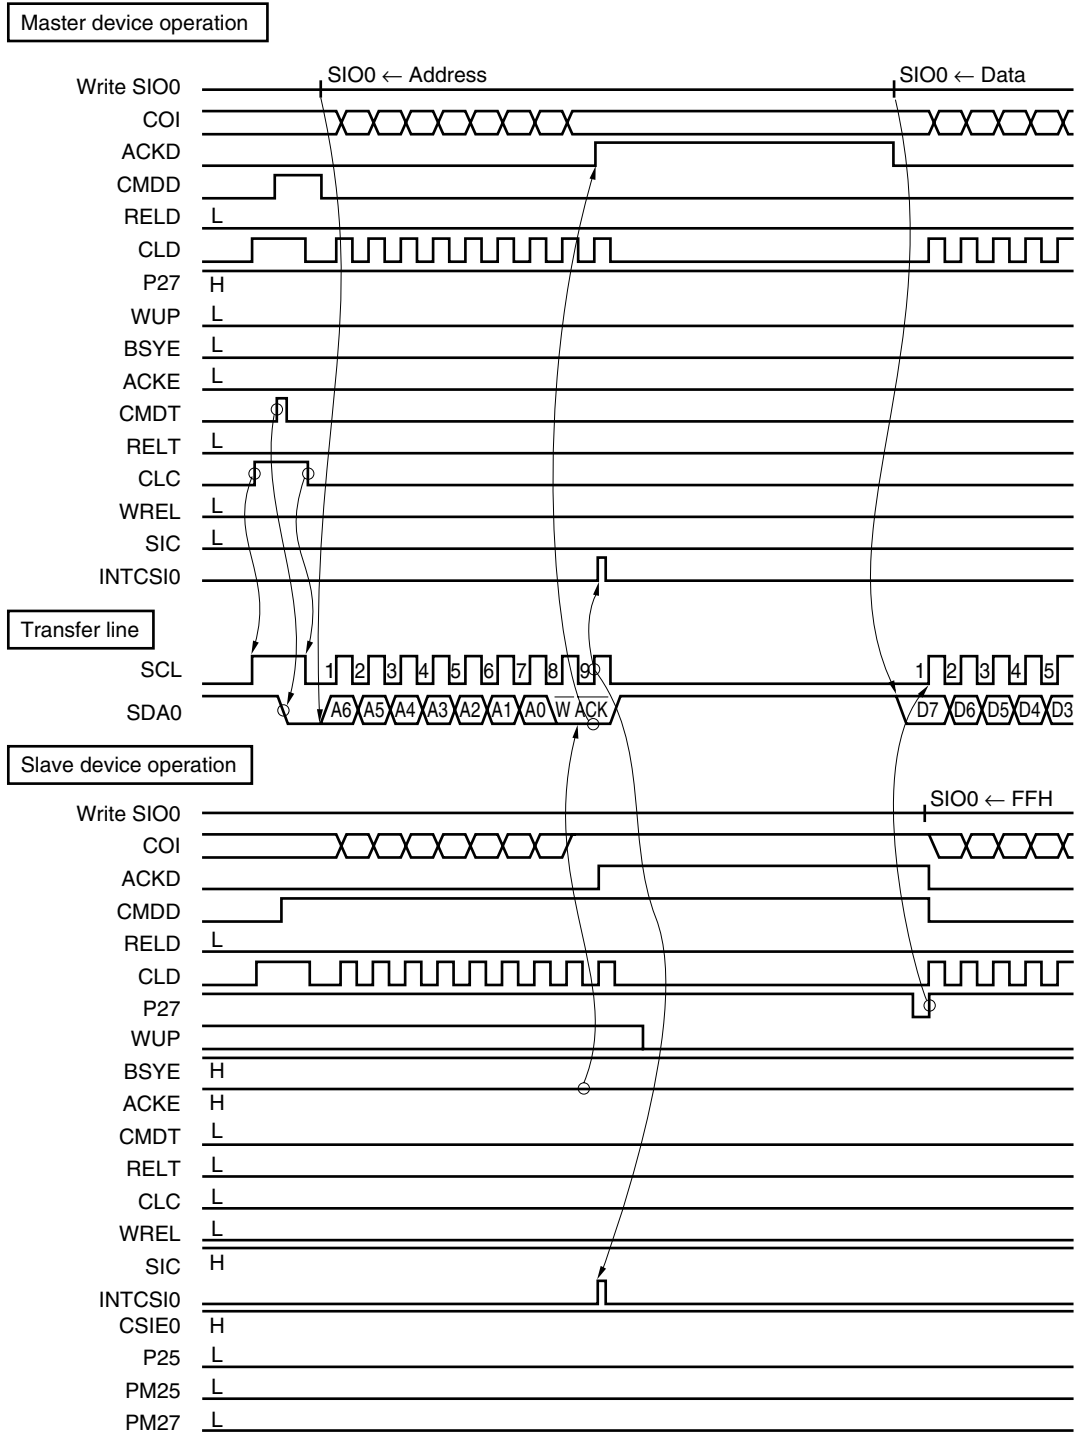 Master device operation
Write SIO0 SIO0 ← Address SIO0 ← Data
COI
ACKD
CMDD
RELD L
CLD
P27 H
WUP L
BSYE L
ACKE L
CMDT
RELT L
CLC
WREL L
SIC L
INTCSI0
Transfer line
SCL 1 2 3 4 5 6 7 8 9 1 2 3 4 5
SDA0 A6 A5 A4 A3 A2 A1 A0 W ACK D7 D6 D5 D4 D3
Slave device operation
Write SIO0 SIO0 ← FFH
COI
ACKD
CMDD
RELD L
CLD
P27
WUP
BSYE H
ACKE H
CMDT L
RELT L
CLC L
WREL L
SIC H
INTCSI0
CSIE0 H
P25 L
PM25 L
PM27 L